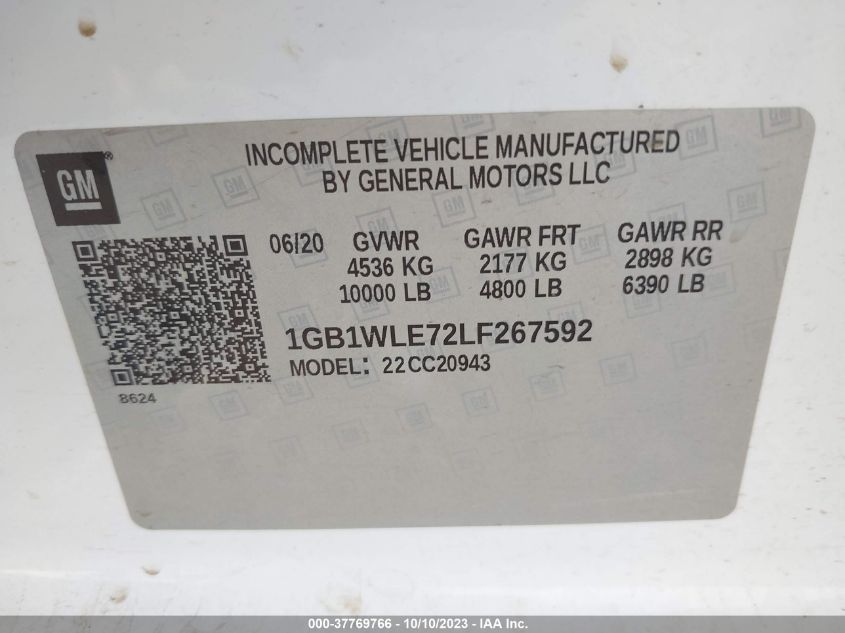 GM
INCOMPLETE VEHICLE MANUFACTURED
BY GENERAL MOTORS LLC
06/20 GVWR GAWR FRT GAWR RR
4536 KG 2177 KG 2898 KG
10000 LB 4800 LB 6390 LB
1GB1WLE72LF267592
MODEL: 22CC20943
8624
000-37769766 - 10/10/2023 - IAA Inc.